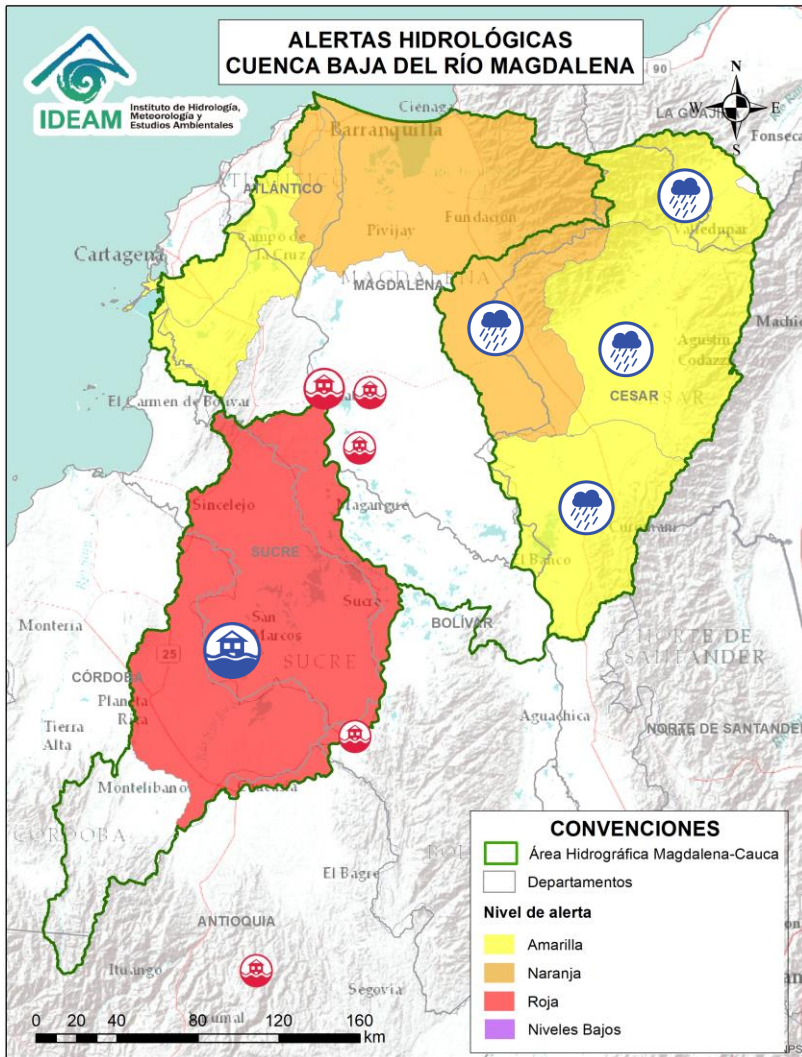 ALERTAS HIDROLÓGICAS
CUENCA BAJA DEL RÍO MAGDALENA
IDEAM
Instituto de Hidrología,
Meteorología y
Estudios Ambientales
N
W
E
S
90
LA GUAJIRA
Fonseca
Ciénaga
Barranquilla
ATLÁNTICO
Fundación
Pivijay
Valledupar
Cartagena
Campo de
la Cruz
MAGDALENA
MAGDALENA
Agustín
Codazzi
CESAR
El Carmen de Bolívar
Sincelejo
Magangue
SUCRE
El Banco
Sucre
San
Marcos
BOLÍVAR
Montería
25
SUCRE
NORTE DE
SANTANDER
CÓRDOBA
Planeta
Rica
Tierra
Alta
Aguachica
NORTE DE SANTANDER
Montelibano
CÓRDOBA
El Bagre
ANTIOQUIA
Ituango
Segovia
0 20 40 80 120 160
km
CONVENCIONES
Área Hidrográfica Magdalena-Cauca
Departamentos
Nivel de alerta
Amarilla
Naranja
Roja
Niveles Bajos